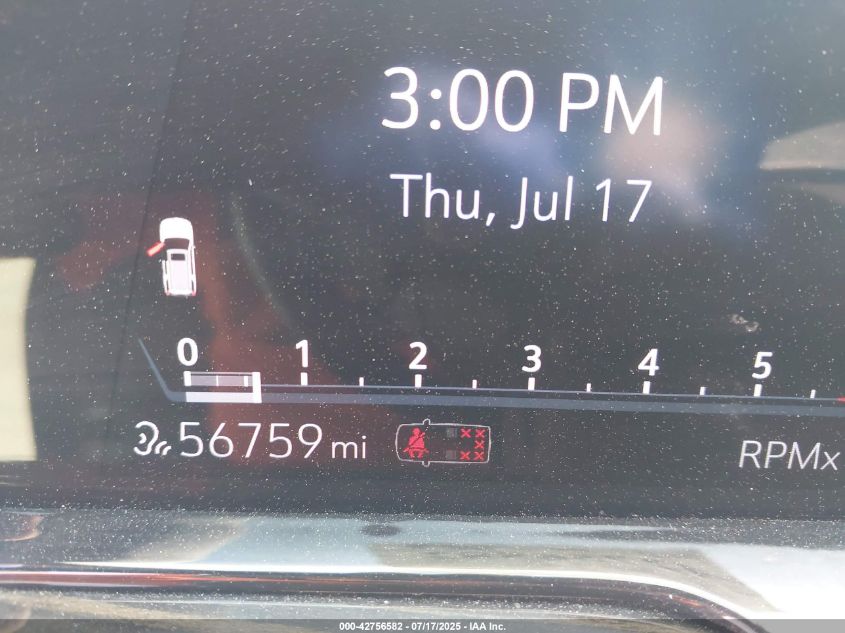 3:00 PM
Thu, Jul 17
0 1 2 3 4 5
56759 mi
RPMx
000-42756582 - 07/17/2025 - IAA Inc.